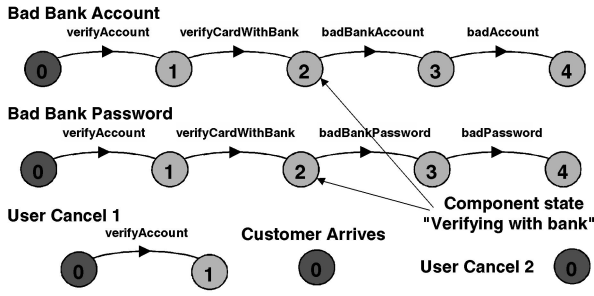 Bad Bank Account
verifyAccount verifyCardWithBank badBankAccount badAccount
0 1 2 3 4
Bad Bank Password
verifyAccount verifyCardWithBank badBankPassword badPassword
0 1 2 3 4
Component state
"Verifying with bank"
User Cancel 1
verifyAccount
0 1
Customer Arrives
0
User Cancel 2 0